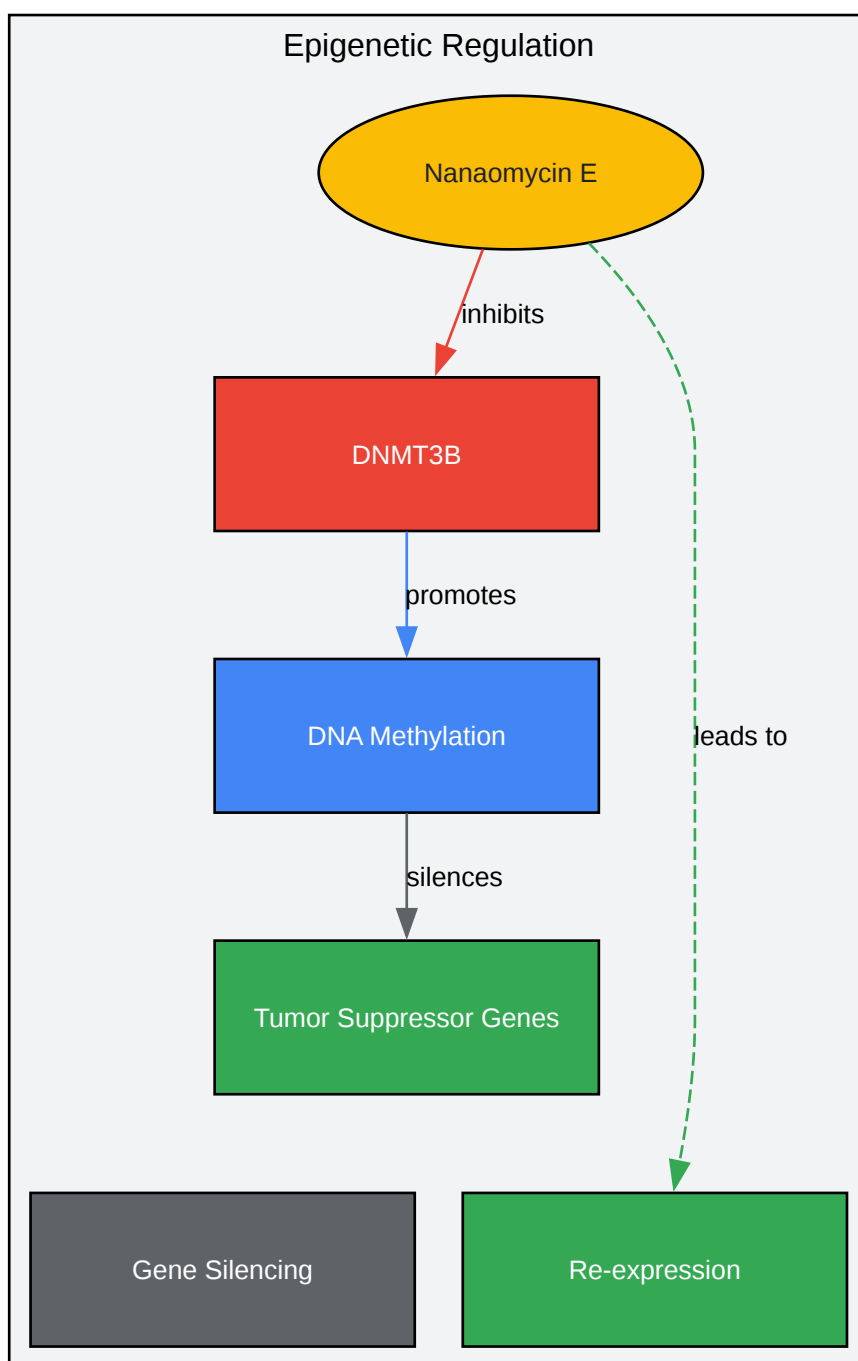 Epigenetic Regulation
Nanaomycin E
inhibits
DNMT3B
promotes
DNA Methylation
leads to
silences
Tumor Suppressor Genes
Gene Silencing
Re-expression